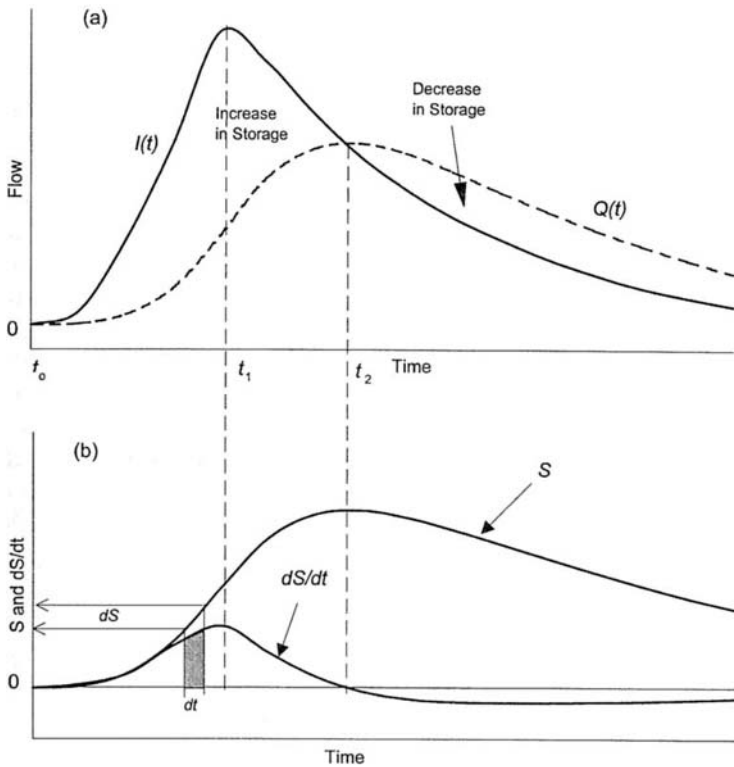 (a)
Increase
in Storage
Decrease
in Storage
I(t)
Q(t)
Flow
0
t₀
t₁
t₂
Time
(b)
S
dS/dt
S and dS/dt
dS
0
dt
Time